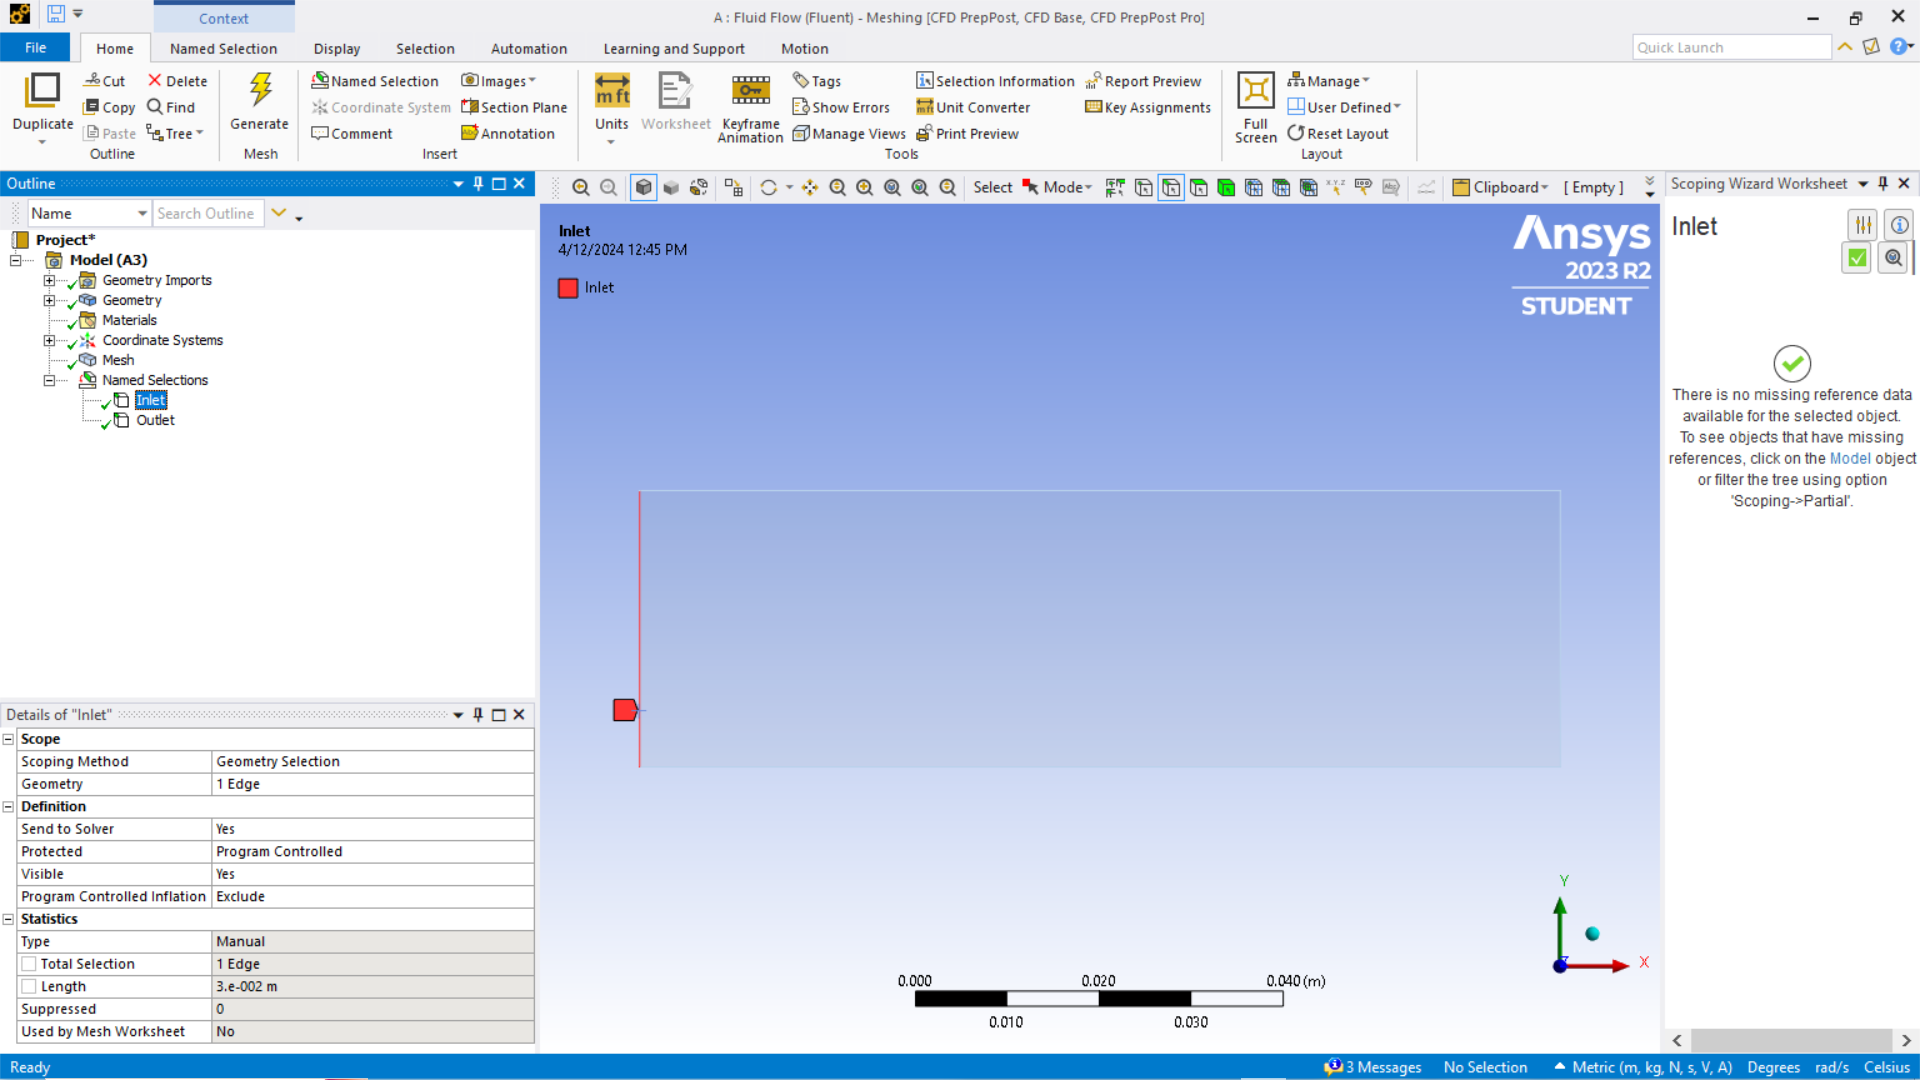 Context
A : Fluid Flow (Fluent) - Meshing [CFD PrepPost, CFD Base, CFD PrepPost Pro]
File
Home
Named Selection
Display
Selection
Automation
Learning and Support
Motion
Quick Launch
Duplicate
Cut
Copy
Paste
Delete
Find
Tree
Outline
Generate
Mesh
Named Selection
Coordinate System
Comment
Images
Section Plane
Annotation
Insert
Units
Worksheet
Keyframe
Animation
Tags
Show Errors
Manage Views
Selection Information
Unit Converter
Print Preview
Report Preview
Key Assignments
Tools
Full
Screen
Manage
User Defined
Reset Layout
Layout
Outline
Name
Search Outline
Project*
Model (A3)
Geometry Imports
Geometry
Materials
Coordinate Systems
Mesh
Named Selections
Inlet
Outlet
Select
Mode
Clipboard
[ Empty ]
Inlet
4/12/2024 12:45 PM
Inlet
Ansys
2023 R2
STUDENT
0.000
0.020
0.040 (m)
0.010
0.030
Y
X
Z
Scoping Wizard Worksheet
Inlet
There is no missing reference data
available for the selected object.
To see objects that have missing
references, click on the Model object
or filter the tree using option
'Scoping->Partial'.
Details of "Inlet"
Scope
Scoping Method Geometry Selection
Geometry 1 Edge
Definition
Send to Solver Yes
Protected Program Controlled
Visible Yes
Program Controlled Inflation Exclude
Statistics
Type Manual
Total Selection 1 Edge
Length 3.e-002 m
Suppressed 0
Used by Mesh Worksheet No
Ready
3 Messages
No Selection
Metric (m, kg, N, s, V, A)
Degrees
rad/s
Celsius